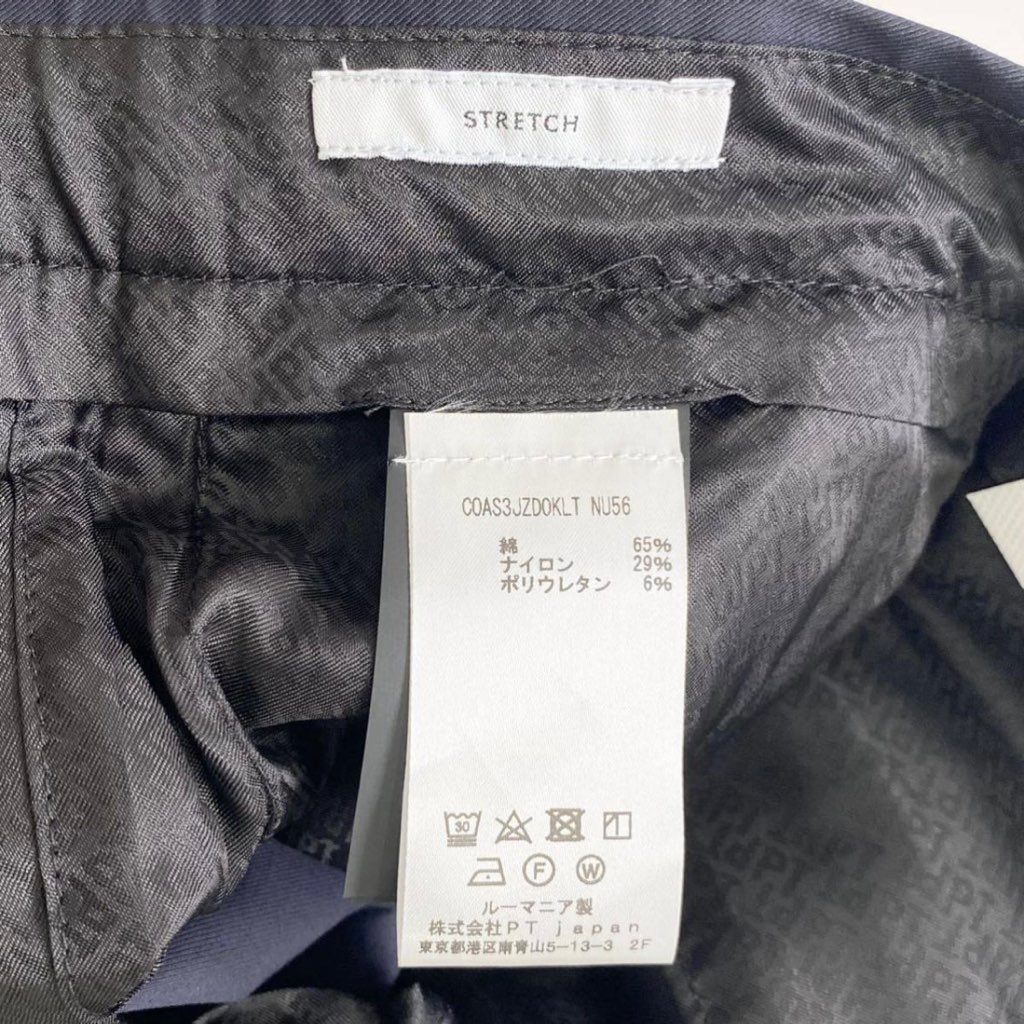 STRETCH
COAS3JZDOKLT NU56
綿 65%
ナイロン 29%
ポリウレタン 6%
30
F W
ルーマニア製
株式会社PT japan
東京都港区南青山5-13-3 2F